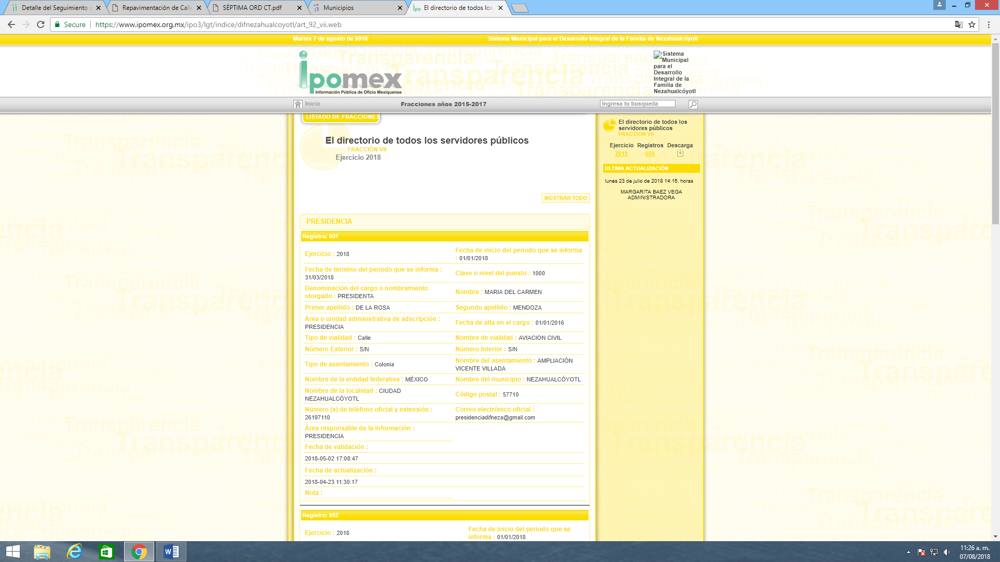 Detalle del Seguimiento
Repavimentación de Calle
SÉPTIMA ORD CT.pdf
Municipios
El directorio de todos los
Secure
https://www.ipomex.org.mx/ipo3/lgt/indice/difnezahualcoyotl/art_92_vii.web
Martes 7 de agosto de 2018
Sistema Municipal para el Desarrollo Integral de la Familia de Nezahualcóyotl
ipomex
Información Pública de Oficio Mexiquense
Sistema
Municipal
para el
Desarrollo
Integral de la
Familia de
Nezahualcóyotl
Inicio
Fracciones años 2015-2017
Ingresa tu busqueda
LISTADO DE FRACCIONES
El directorio de todos los servidores públicos
FRACCIÓN VII
Ejercicio 2018
MOSTRAR TODO
El directorio de todos los
servidores públicos
FRACCIÓN VII
Ejercicio Registros Descarga
2018 565
ULTIMA ACTUALIZACIÓN
lunes 23 de julio de 2018 14:15, horas
MARGARITA BAEZ VEGA
ADMINISTRADORA
PRESIDENCIA
Registro: 001
Ejercicio : 2018
Fecha de inicio del periodo que se informa
: 01/01/2018
Fecha de término del periodo que se informa :
31/03/2018
Clave o nivel del puesto : 1000
Denominación del cargo o nombramiento
otorgado : PRESIDENTA
Nombre : MARIA DEL CARMEN
Primer apellido : DE LA ROSA
Segundo apellido : MENDOZA
Área o unidad administrativa de adscripción :
PRESIDENCIA
Fecha de alta en el cargo : 01/01/2016
Tipo de vialidad : Calle
Nombre de vialidad : AVIACION CIVIL
Número Exterior : S/N
Número Interior : S/N
Tipo de asentamiento : Colonia
Nombre del asentamiento : AMPLIACIÓN
VICENTE VILLADA
Nombre de la entidad federativa : MÉXICO
Nombre del municipio : NEZAHUALCÓYOTL
Nombre de la localidad : CIUDAD
NEZAHUALCÓYOTL
Código postal : 57710
Número (s) de teléfono oficial y extensión :
26197110
Correo electrónico oficial :
presidenciadifneza@gmail.com
Área responsable de la información :
PRESIDENCIA
Fecha de validación :
2018-05-02 17:08:47
Fecha de actualización :
2018-04-23 11:30:17
Nota :
Registro: 002
Ejercicio : 2018
Fecha de inicio del periodo que se
informa : 01/01/2018
11:26 a. m.
07/08/2018